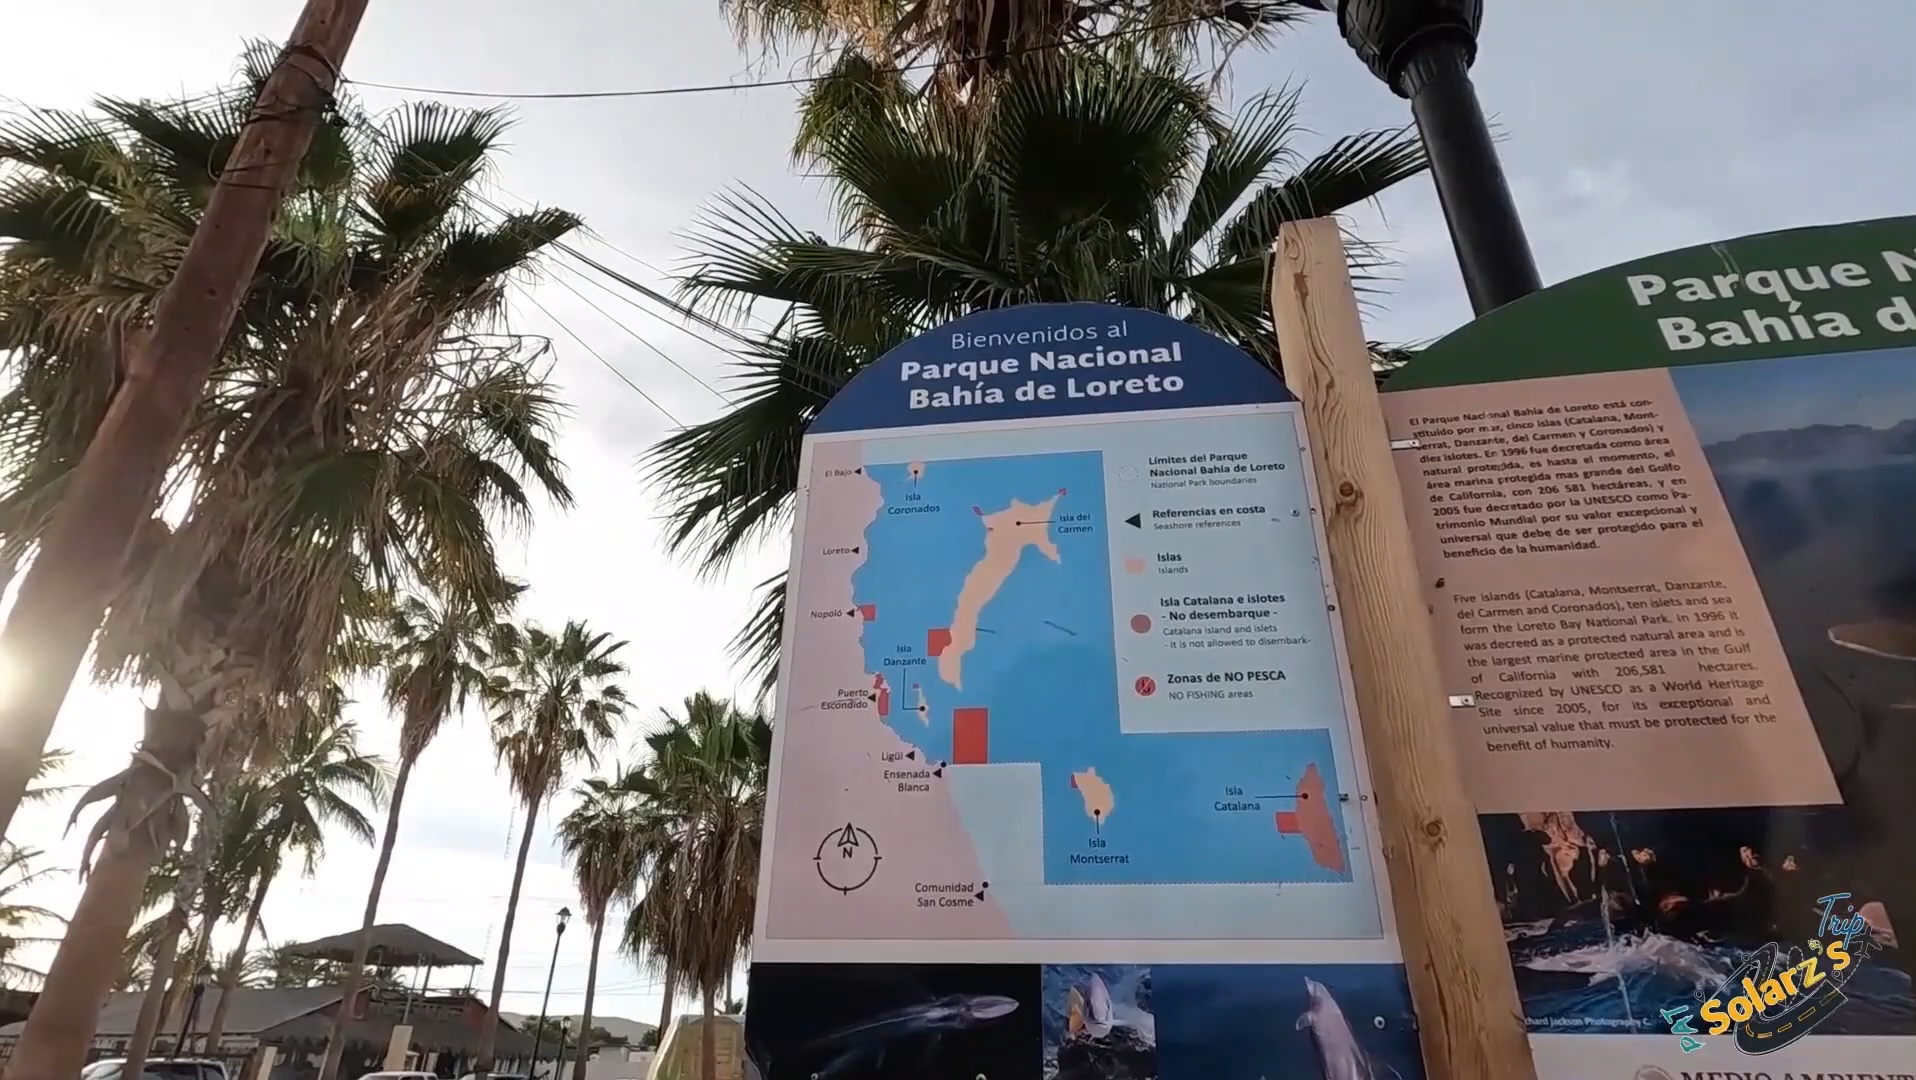 Bienvenidos al
Parque Nacional
Bahía de Loreto
El Bajo
Isla
Coronados
Isla del
Carmen
Loreto
Nopoló
Isla
Danzante
Puerto
Escondido
Ligüi
Ensenada
Blanca
Isla
Montserrat
Isla
Catalana
N
Comunidad
San Cosme
Límites del Parque
Nacional Bahía de Loreto
National Park boundaries
Referencias en costa
Seashore references
Islas
Islands
Isla Catalana e islotes
- No desembarque -
Catalana island and islets
- it is not allowed to disembark-
Zonas de NO PESCA
NO FISHING areas
Parque N
Bahía d
El Parque Nacional Bahía de Loreto está con-
stituido por mar, cinco islas (Catalana, Mont-
serrat, Danzante, del Carmen y Coronados) y
diez islotes. En 1996 fue decretada como área
natural protegida, es hasta el momento, el
área marina protegida mas grande del Golfo
de California, con 206 581 hectáreas, y en
2005 fue decretado por la UNESCO como Pa-
trimonio Mundial por su valor excepcional y
universal que debe de ser protegido para el
beneficio de la humanidad.
Five islands (Catalana, Montserrat, Danzante,
del Carmen and Coronados), ten islets and sea
form the Loreto Bay National Park. In 1996 it
was decreed as a protected natural area and is
the largest marine protected area in the Gulf
of California with 206,581 hectares.
Recognized by UNESCO as a World Heritage
Site since 2005, for its exceptional and
universal value that must be protected for the
benefit of humanity.
chard Jackson Photography C.
MEDIO AMBIENT
Trip
PAT Solarz's